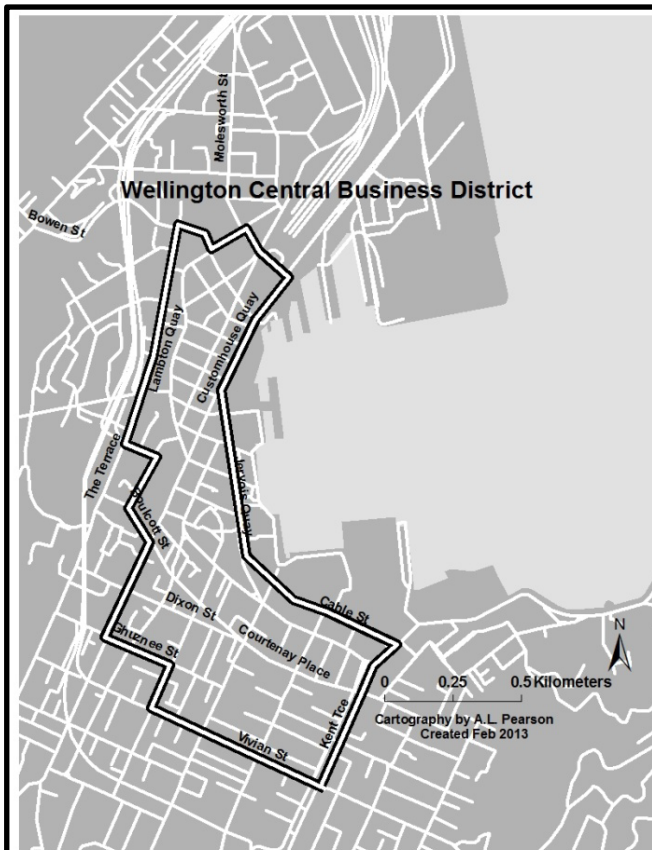 Molesworth St
Wellington Central Business District
Bowen St
Lambton Quay
Customhouse Quay
The Terrace
Boulcott St
Jervois Quay
Dixon St
Cable St
Ghuznee St
Courtenay Place
N
0 0.25 0.5 Kilometers
Kent Tce
Cartography by A.L. Pearson
Created Feb 2013
Vivian St